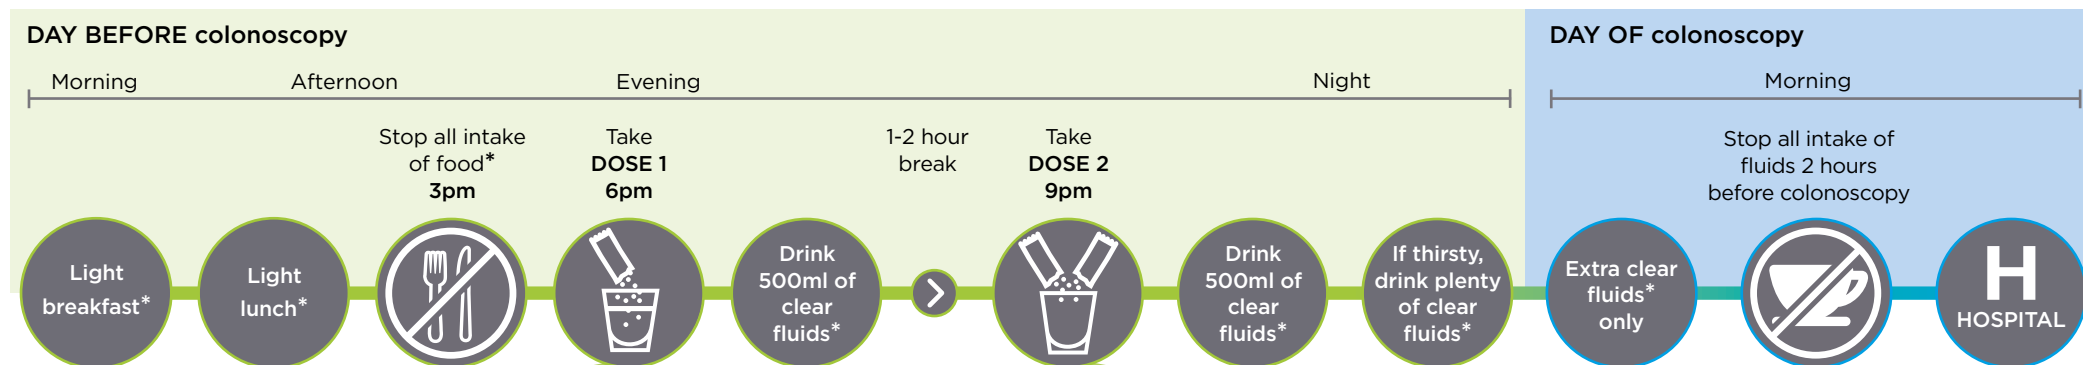 DAY BEFORE colonoscopy
Morning
Afternoon
Evening
Night
Stop all intake
of food*
3pm
Take
DOSE 1
6pm
1-2 hour
break
Take
DOSE 2
9pm
Light
breakfast*
Light
lunch*
Drink
500ml of
clear
fluids*
Drink
500ml of
clear
fluids*
If thirsty,
drink plenty
of clear
fluids*
DAY OF colonoscopy
Morning
Stop all intake of
fluids 2 hours
before colonoscopy
Extra clear
fluids*
only
H
HOSPITAL